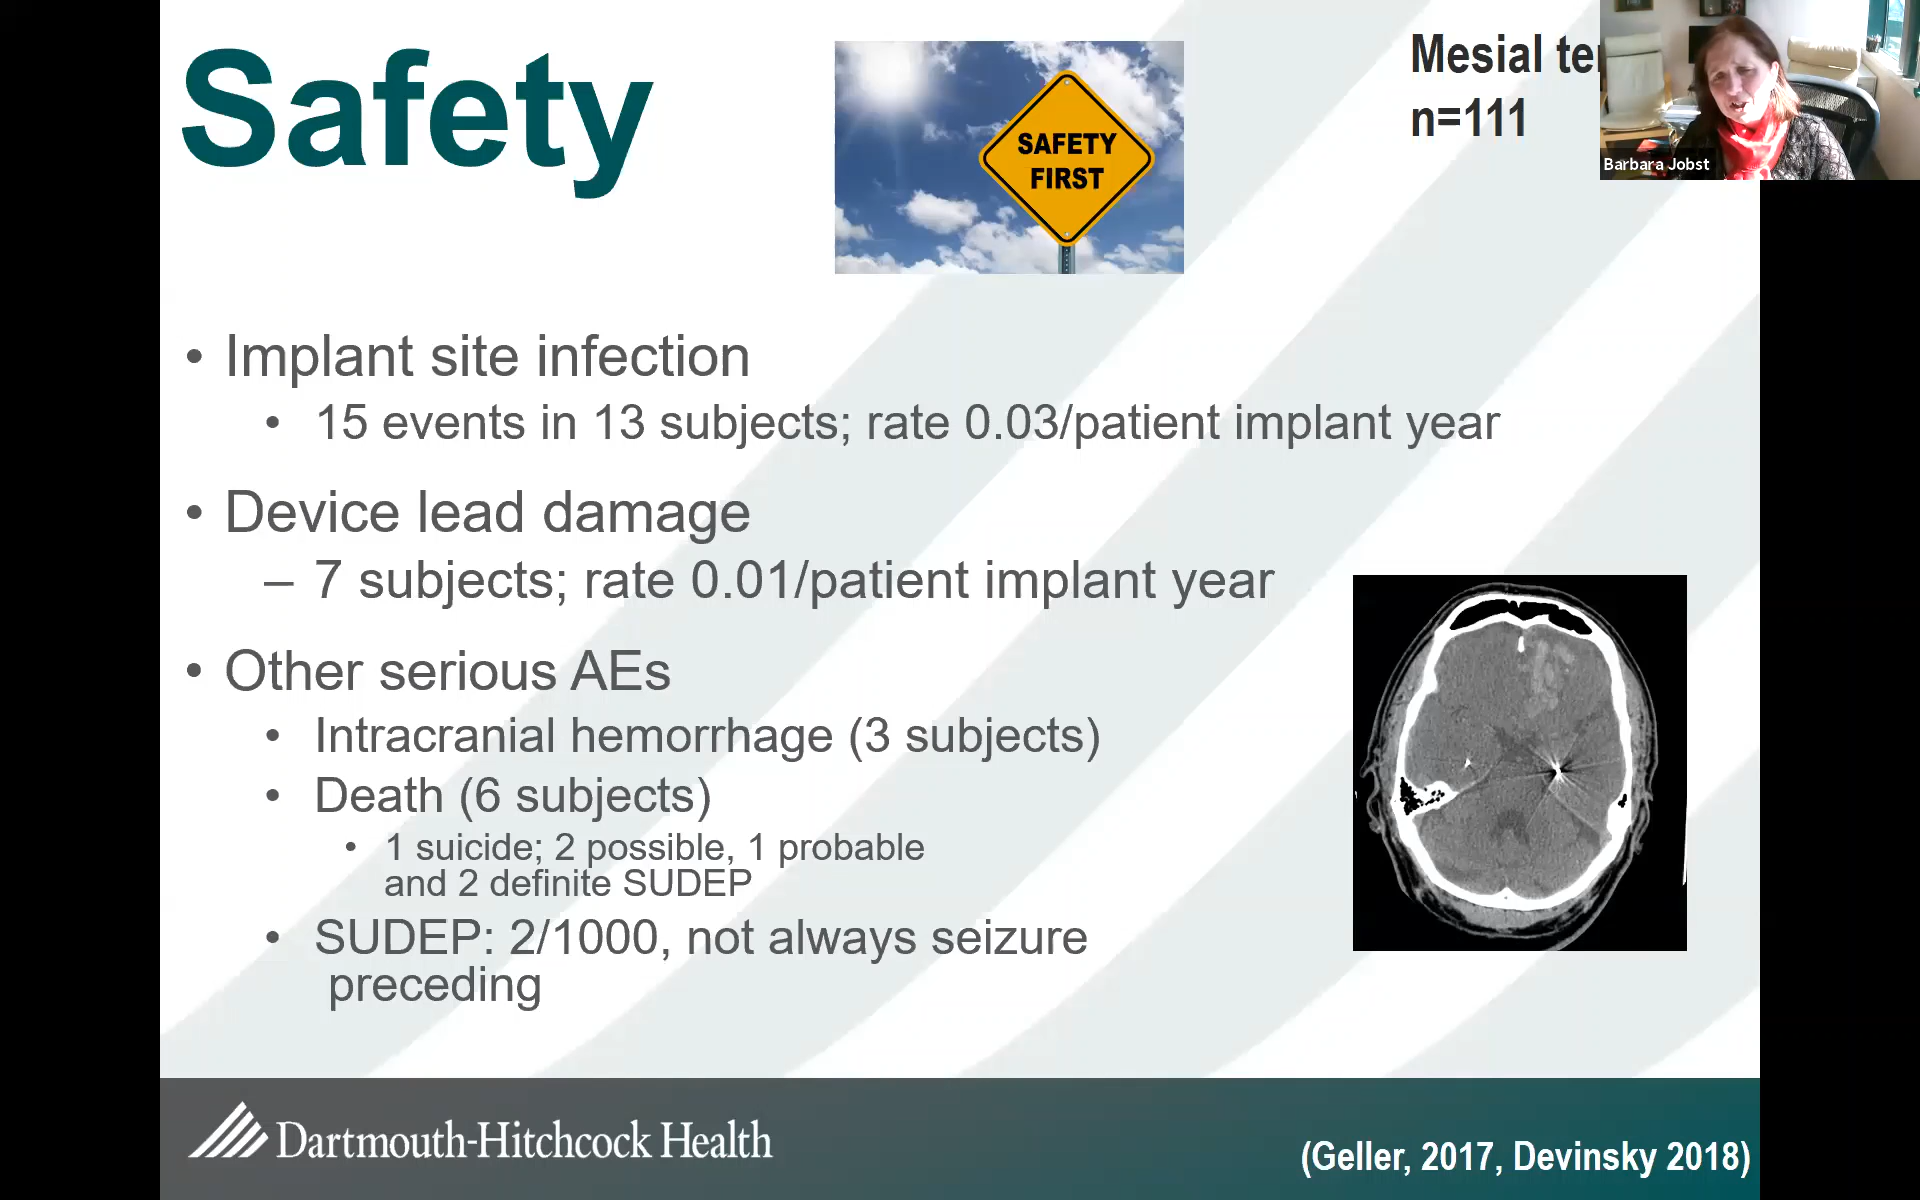 Safety
SAFETY
FIRST
Mesial
n=111
Barbara Jobst
• Implant site infection
• 15 events in 13 subjects; rate 0.03/patient implant year
• Device lead damage
– 7 subjects; rate 0.01/patient implant year
• Other serious AEs
• Intracranial hemorrhage (3 subjects)
• Death (6 subjects)
• 1 suicide; 2 possible, 1 probable
and 2 definite SUDEP
• SUDEP: 2/1000, not always seizure
preceding
Dartmouth-Hitchcock Health
(Geller, 2017, Devinsky 2018)